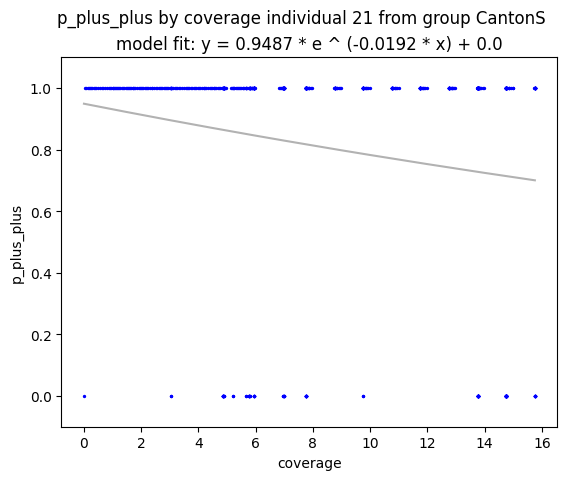 p_plus_plus by coverage individual 21 from group CantonS
model fit: y = 0.9487 * e ^ (-0.0192 * x) + 0.0
1.0
0.8
0.6
0.4
0.2
0.0
p_plus_plus
0 2 4 6 8 10 12 14 16
coverage